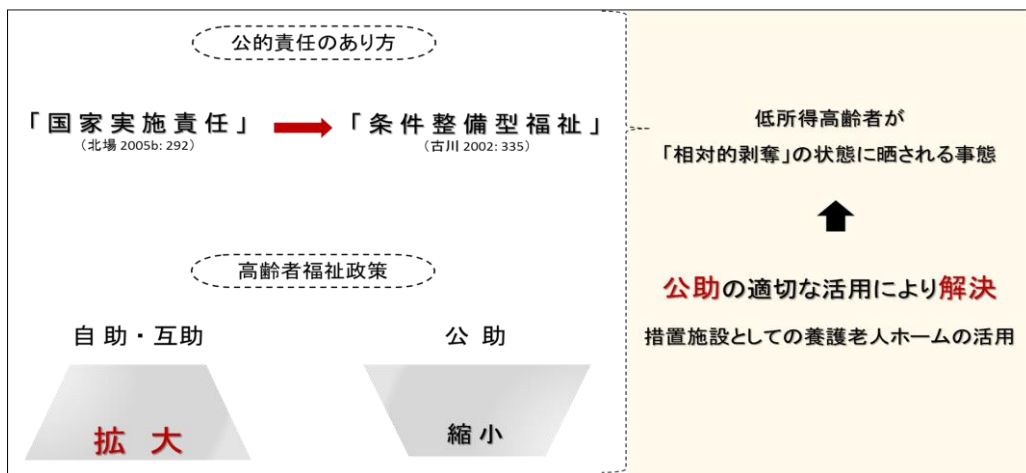 公的責任のあり方
「国家実施責任」
「条件整備型福祉」
（北場 2005b: 292）
（古川 2002: 335）
高齢者福祉政策
自助・互助
公助
拡大
縮小
低所得高齢者が
「相対的剥奪」の状態に晒される事態
公助の適切な活用により解決
措置施設としての養護老人ホームの活用